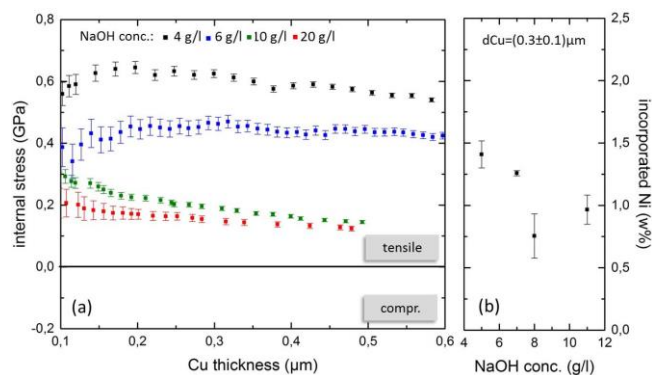 NaOH conc.: 4 g/l 6 g/l 10 g/l 20 g/l
dCu=(0.3±0.1)µm
internal stress (GPa)
0,8
0,6
0,4
0,2
0,0
-0,2
tensile
compr.
(a)
0,1 0,2 0,3 0,4 0,5 0,6
Cu thickness (µm)
(b)
4 6 8 10 12
NaOH conc. (g/l)
2,5
2,0
1,5
1,0
0,5
0,0
incorporated Ni (w%)